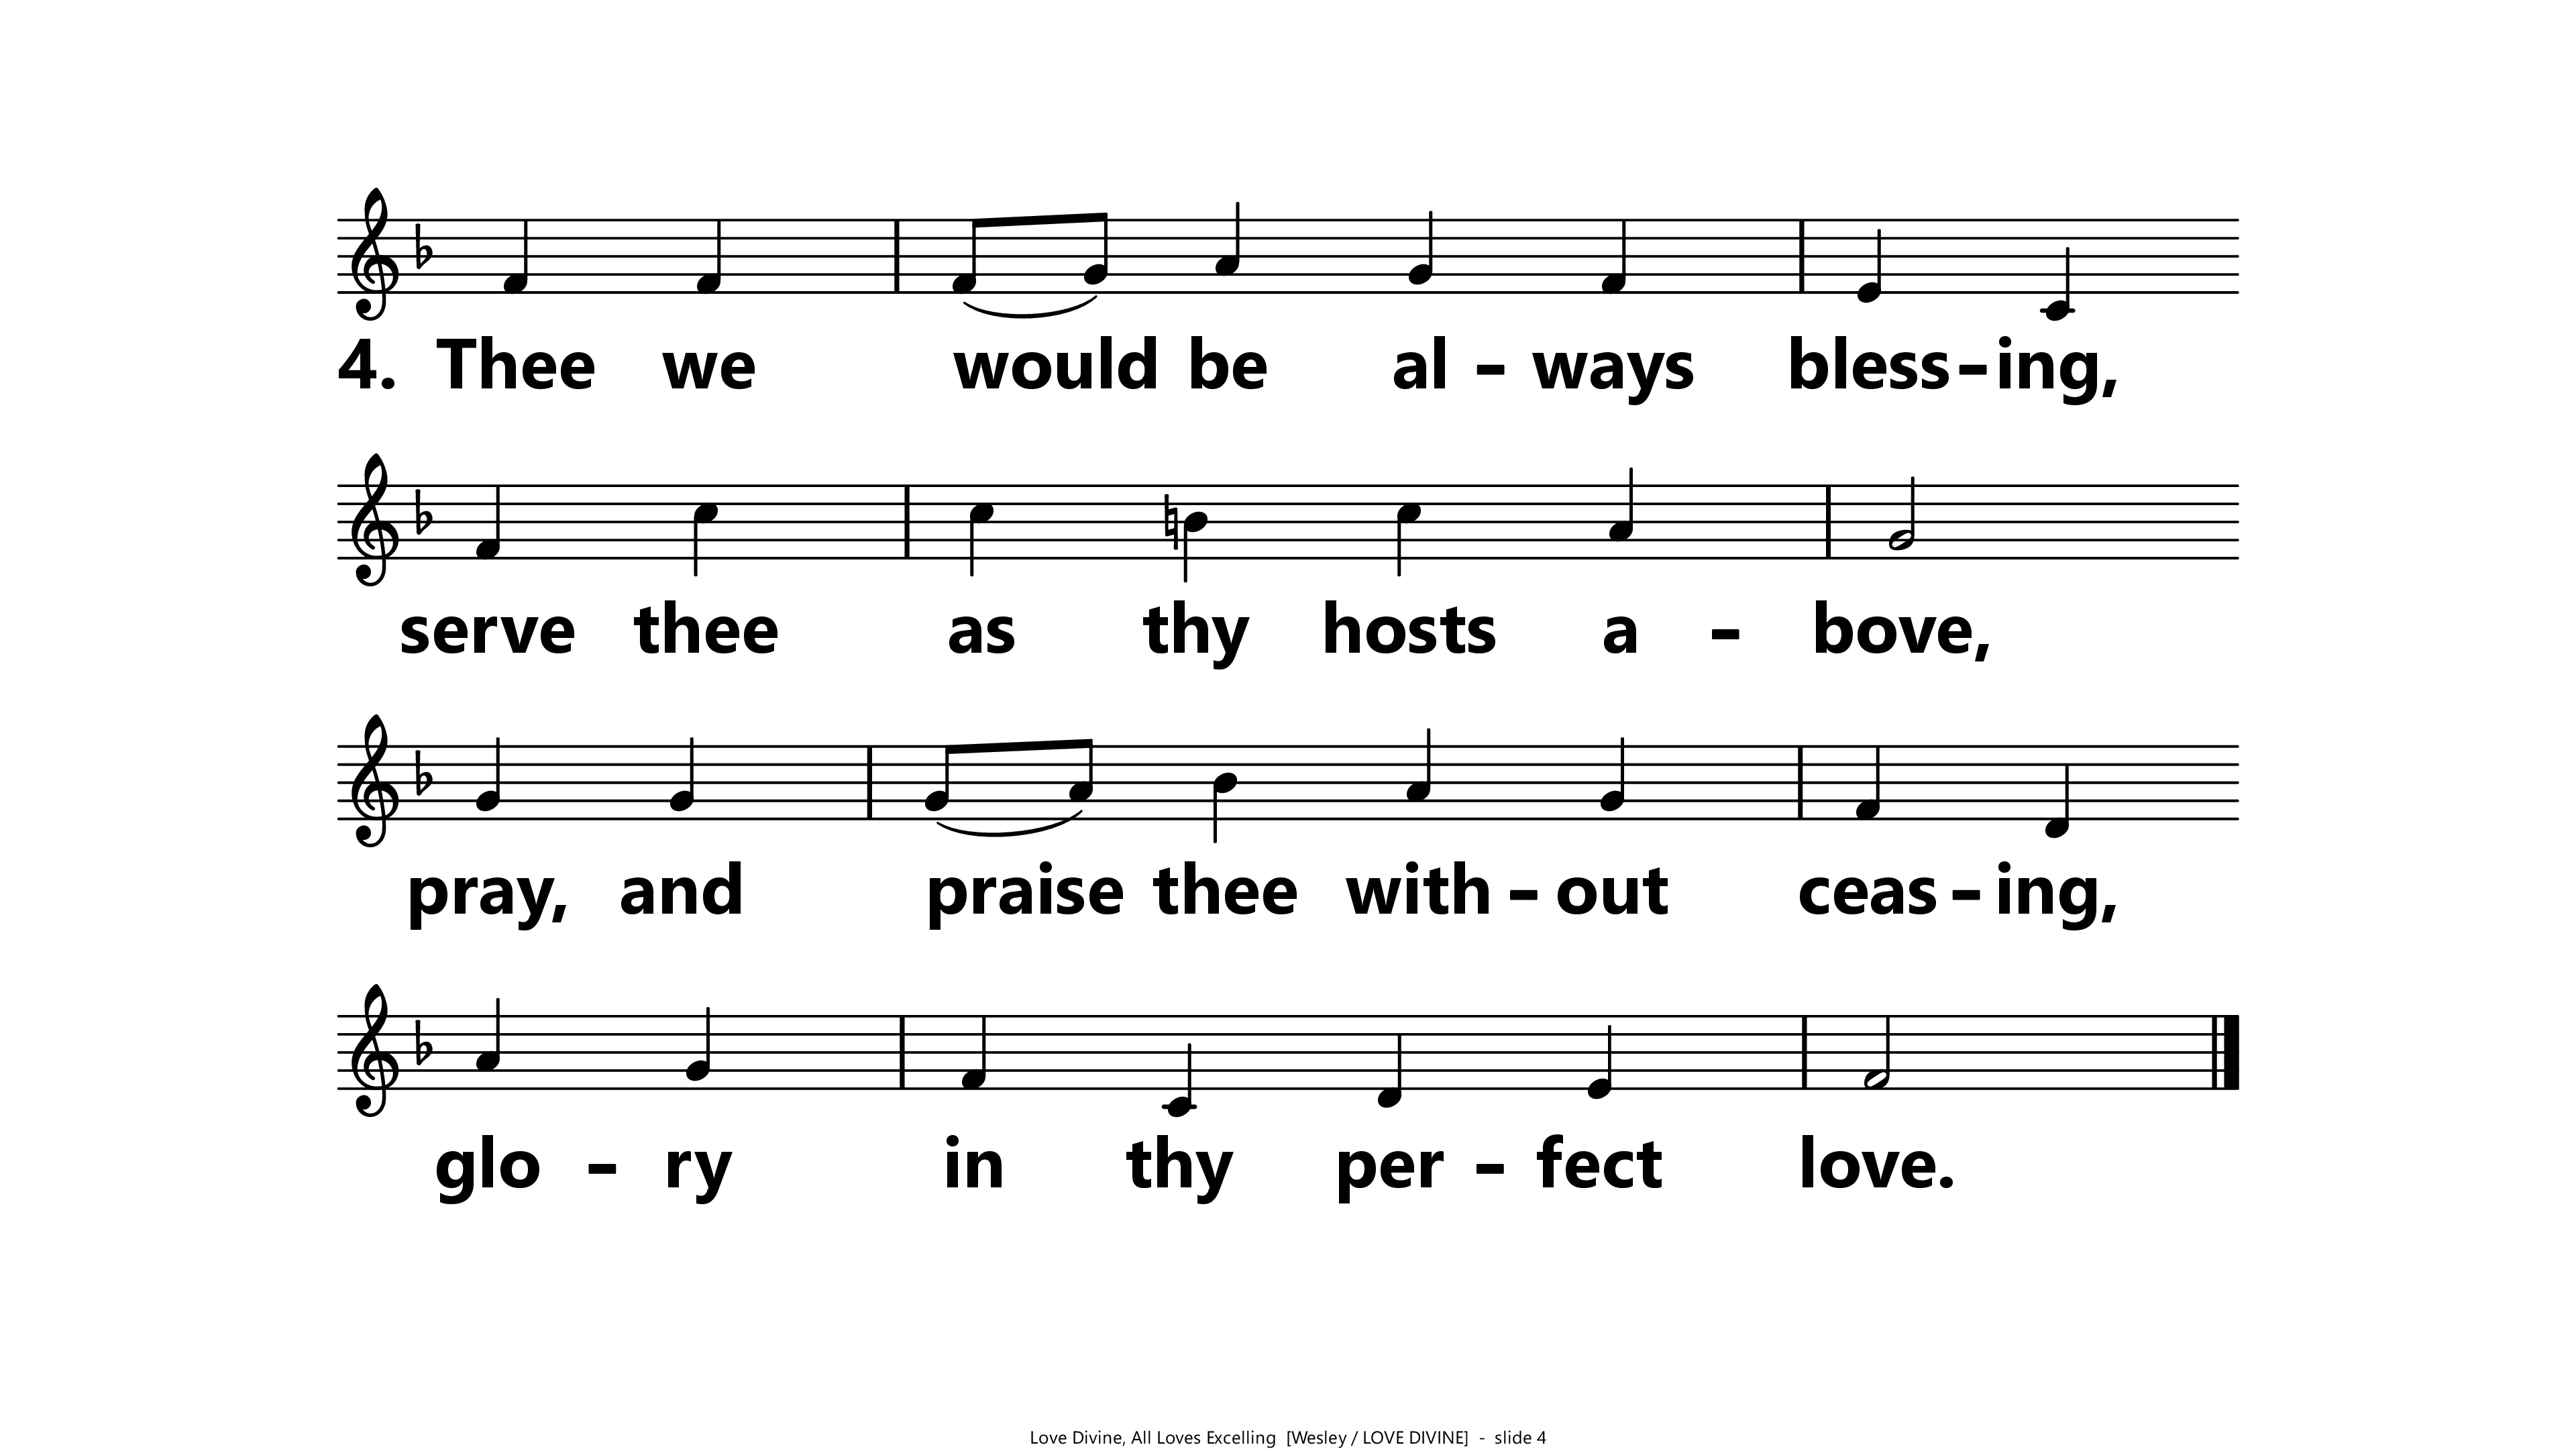 4. Thee we would be al - ways bless - ing,
serve thee as thy hosts a - bove,
pray, and praise thee with - out ceas - ing,
glo - ry in thy per - fect love.
Love Divine, All Loves Excelling [Wesley / LOVE DIVINE] - slide 4